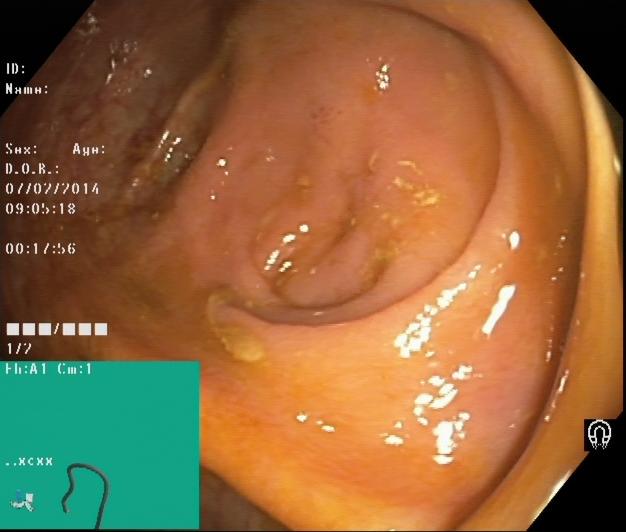 ID:
Name:
Sex: Age:
D.O.B.:
07/02/2014
09:05:18
00:17:56
■■■/■■■
1/2
Eh:A1 Cm:1
..xcxx